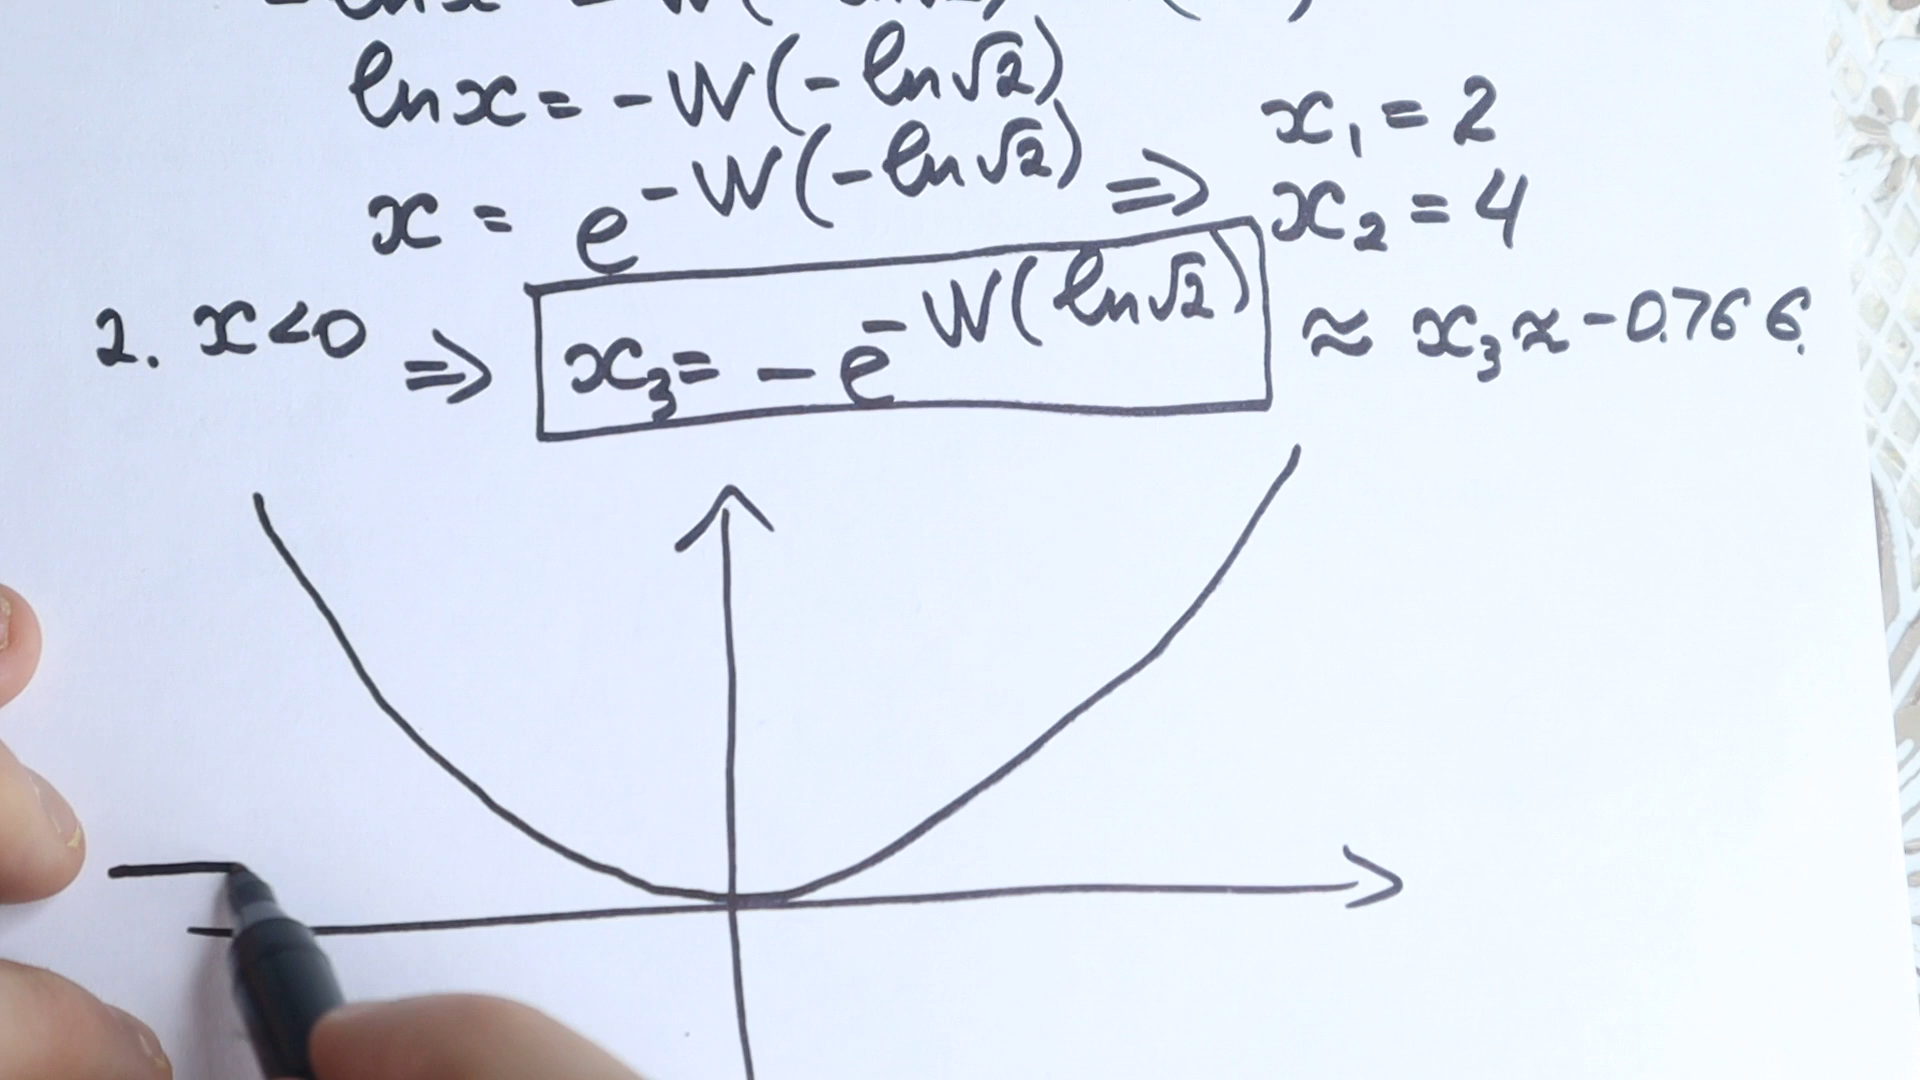 ln x = -W(-ln√2)
x = e^{-W(-ln√2)} ⇒ x₁ = 2
x₂ = 4
2. x<0 ⇒ x₃ = -e^{-W(ln√2)} ≈ x₃ ≈ -0.766.